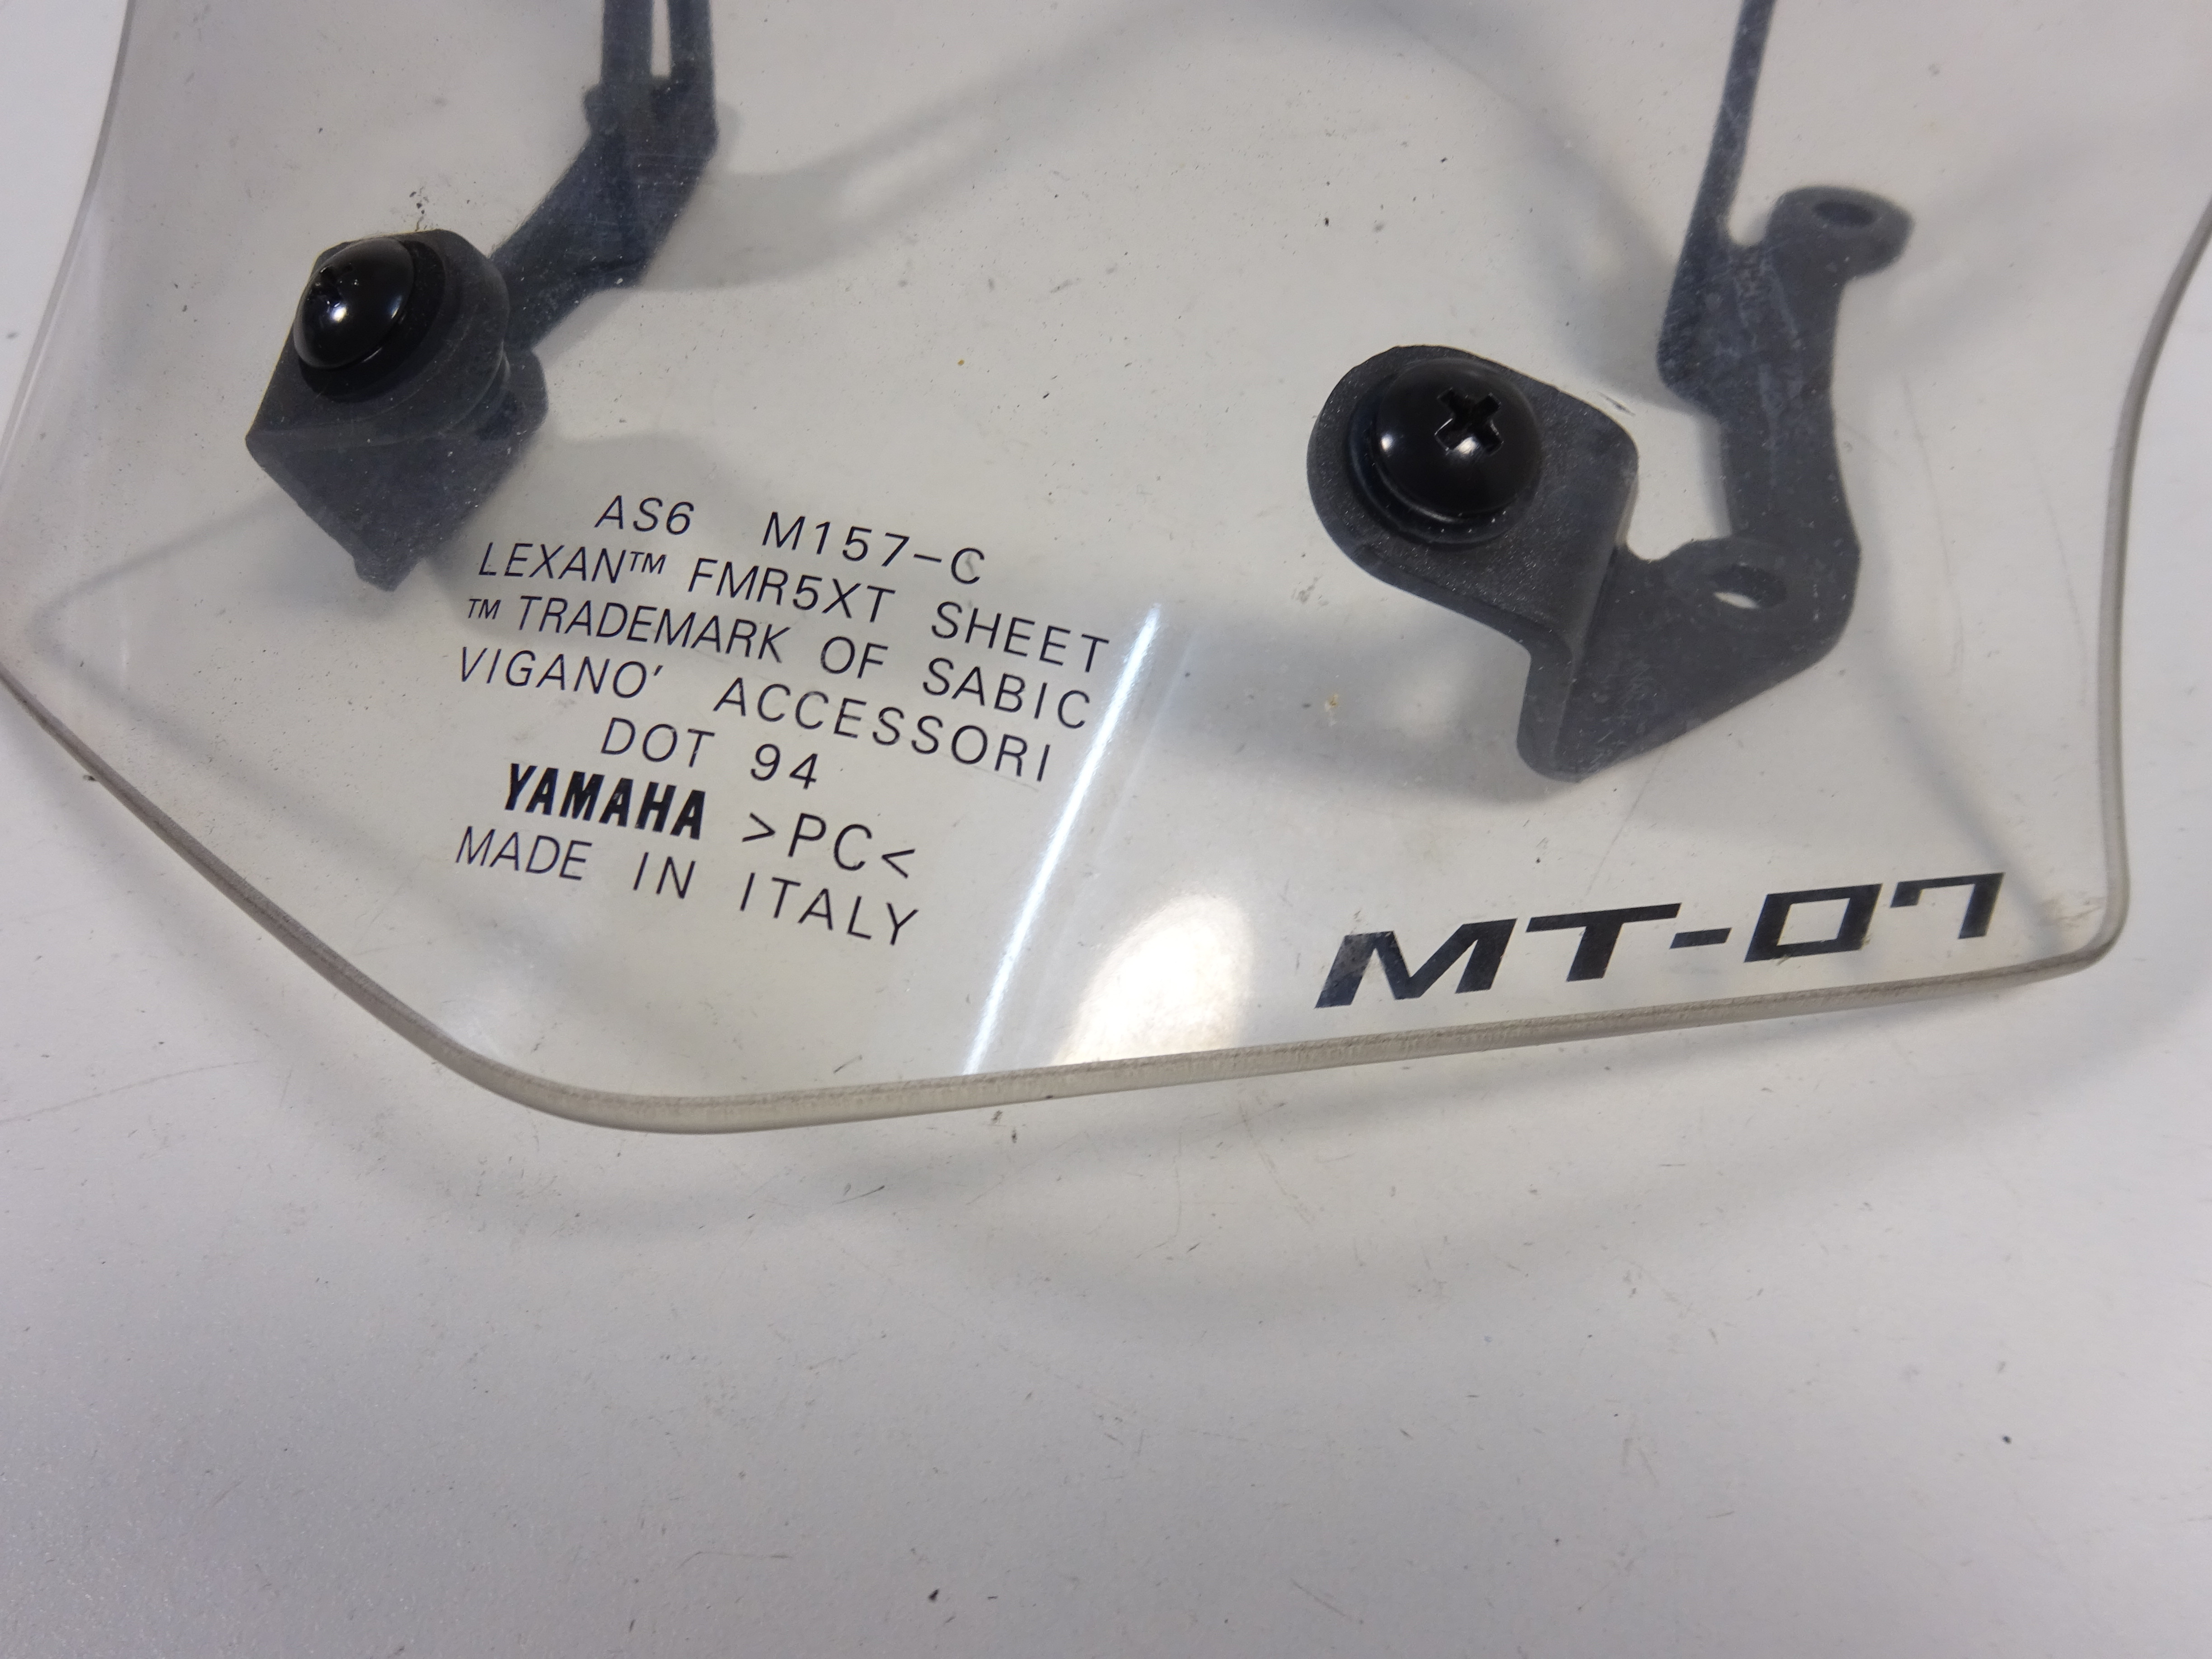 AS6 M157-C
LEXAN™ FMR5XT SHEET
™ TRADEMARK OF SABIC
VIGANO' ACCESSORI
DOT 94
YAMAHA >PC<
MADE IN ITALY
MT-07